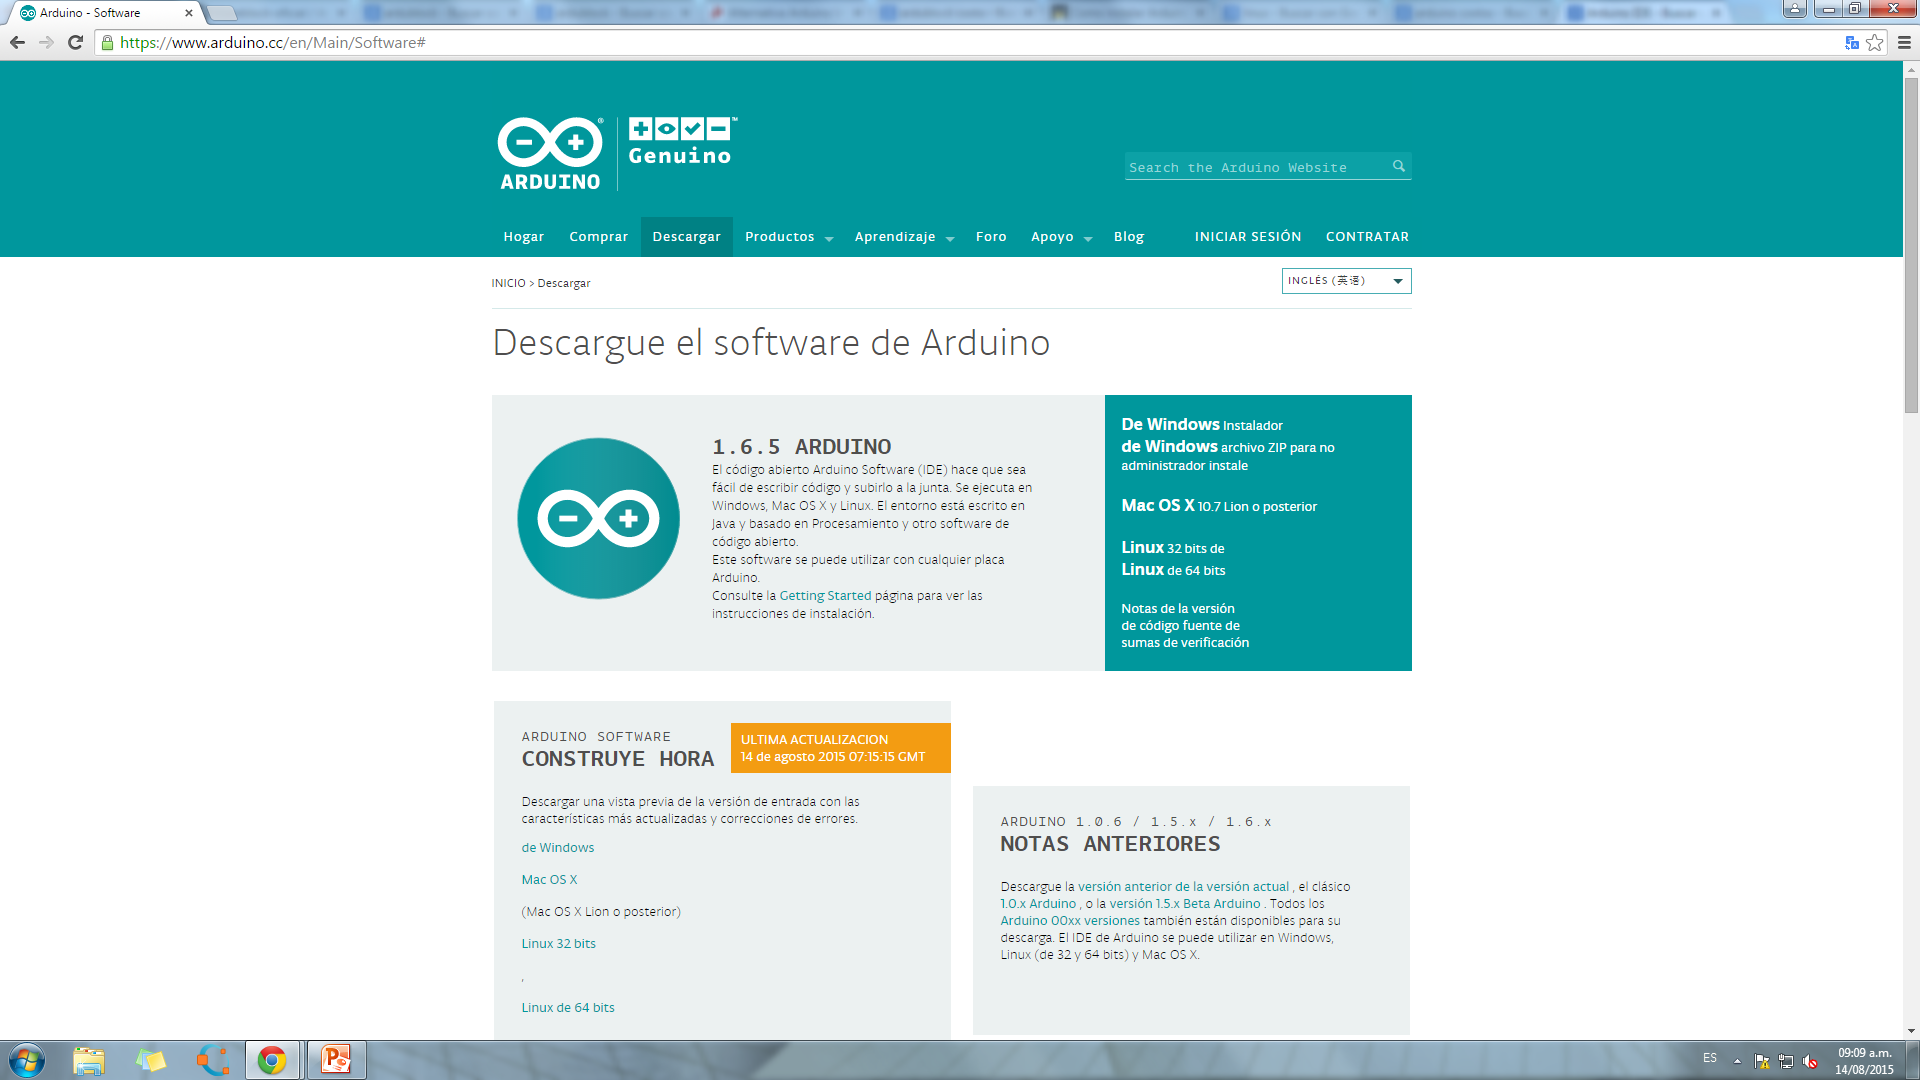 Arduino - Software
https://www.arduino.cc/en/Main/Software#
ARDUINO
Genuino
Search the Arduino Website
Hogar Comprar Descargar Productos Aprendizaje Foro Apoyo Blog INICIAR SESIÓN CONTRATAR
INICIO > Descargar
INGLÉS (英语)
Descargue el software de Arduino
1.6.5 ARDUINO
El código abierto Arduino Software (IDE) hace que sea
fácil de escribir código y subirlo a la junta. Se ejecuta en
Windows, Mac OS X y Linux. El entorno está escrito en
Java y basado en Procesamiento y otro software de
código abierto.
Este software se puede utilizar con cualquier placa
Arduino.
Consulte la Getting Started página para ver las
instrucciones de instalación.
De Windows Instalador
de Windows archivo ZIP para no
administrador instale
Mac OS X 10.7 Lion o posterior
Linux 32 bits de
Linux de 64 bits
Notas de la versión
de código fuente de
sumas de verificación
ARDUINO SOFTWARE
CONSTRUYE HORA
ULTIMA ACTUALIZACION
14 de agosto 2015 07:15:15 GMT
Descargar una vista previa de la versión de entrada con las
características más actualizadas y correcciones de errores.
de Windows
Mac OS X
(Mac OS X Lion o posterior)
Linux 32 bits
,
Linux de 64 bits
ARDUINO 1.0.6 / 1.5.x / 1.6.x
NOTAS ANTERIORES
Descargue la versión anterior de la versión actual , el clásico
1.0.x Arduino , o la versión 1.5.x Beta Arduino . Todos los
Arduino 00xx versiones también están disponibles para su
descarga. El IDE de Arduino se puede utilizar en Windows,
Linux (de 32 y 64 bits) y Mac OS X.
ES
09:09 a.m.
14/08/2015